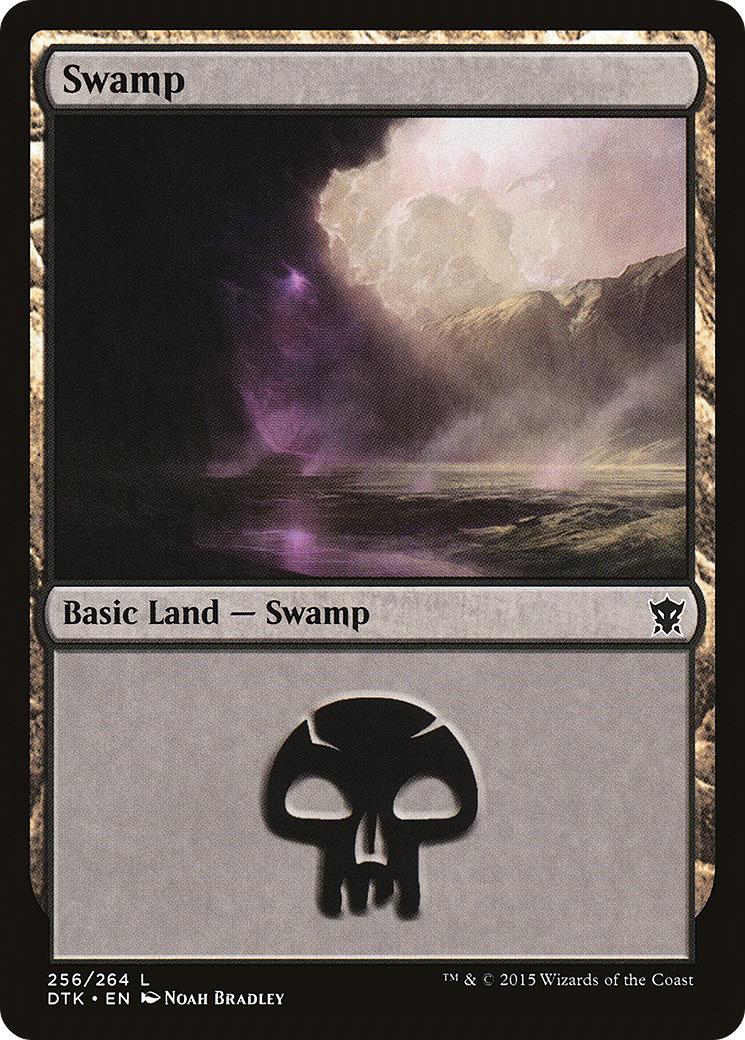 Swamp
Basic Land — Swamp
256/264 L
™ & © 2015 Wizards of the Coast
DTK • EN Noah Bradley